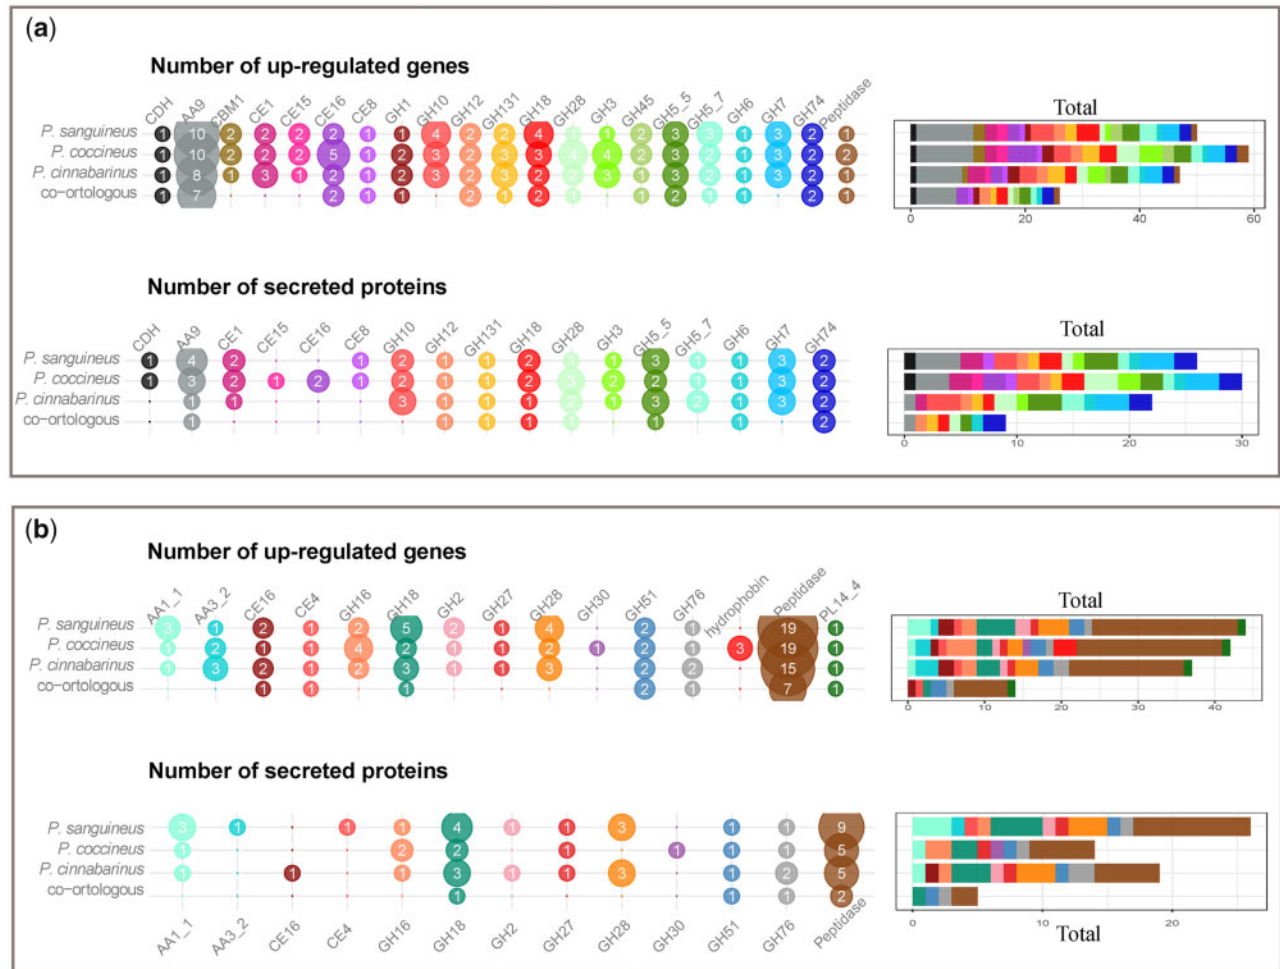 (a)
Number of up-regulated genes
CDH AA9 CBM1 CE1 CE15 CE16 CE8 GH1 GH10 GH12 GH131 GH18 GH28 GH3 GH45 GH5_5 GH5_7 GH6 GH7 GH74 Peptidase
P. sanguineus 1 10 2 2 2 2 1 1 4 2 2 4 1 2 3 3 1 3 2 1
P. coccineus 1 10 2 2 2 5 1 2 3 2 3 3 4 4 2 3 2 1 3 2 2
P. cinnabarinus 1 8 1 3 1 2 1 2 3 2 3 2 2 3 2 3 2 1 3 2 1
co-ortologous 1 7 2 1 1 2 1 2 1 1 2 1 1 2 1
Total
0 20 40 60
Number of secreted proteins
CDH AA9 CE1 CE15 CE16 CE8 GH10 GH12 GH131 GH18 GH28 GH3 GH5_5 GH5_7 GH6 GH7 GH74
P. sanguineus 1 4 2 1 2 1 1 2 1 3 1 1 3 2
P. coccineus 1 3 2 1 2 1 2 1 1 2 3 2 2 1 1 3 2
P. cinnabarinus 1 1 3 1 1 1 2 1 3 2 1 3 2
co-ortologous 1 1 1 1 1 1 1 2
Total
0 10 20 30
(b)
Number of up-regulated genes
AA1_1 AA3_2 CE16 CE4 GH16 GH18 GH2 GH27 GH28 GH30 GH51 GH76 hydrophobin Peptidase PL14_4
P. sanguineus 3 1 2 1 2 5 2 1 4 2 1 19 1
P. coccineus 1 2 1 1 4 2 1 1 2 1 2 1 3 19 1
P. cinnabarinus 1 3 2 1 2 3 1 1 3 2 2 15 1
co-ortologous 1 1 1 2 1 7 1
Total
0 10 20 30 40
Number of secreted proteins
P. sanguineus 3 1 1 1 4 1 1 3 1 1 9
P. coccineus 1 2 2 1 1 1 1 5
P. cinnabarinus 1 1 1 3 1 1 3 1 2 5
co-ortologous 1 1 1 2
AA1_1 AA3_2 CE16 CE4 GH16 GH18 GH2 GH27 GH28 GH30 GH51 GH76 Peptidase
0 10 20
Total